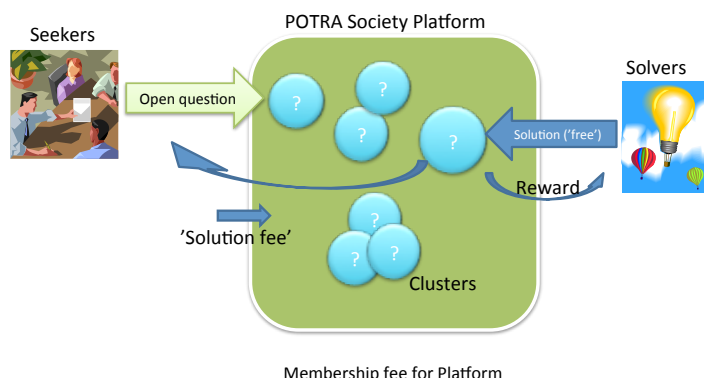 POTRA Society Platform
Seekers
Solvers
Open question
?
?
?
?
Solution ('free')
Reward
'Solution fee'
?
?
?
Clusters
Membership fee for Platform